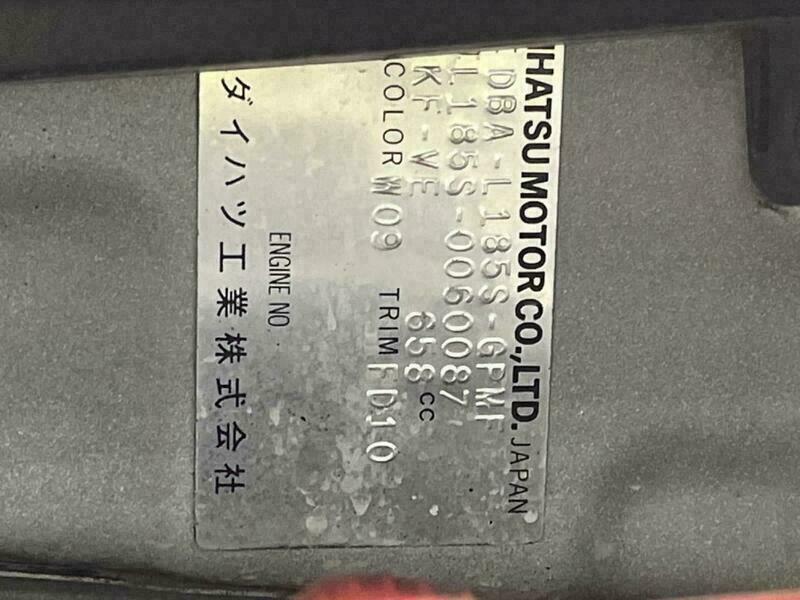 IHATSU MOTOR CO.,LTD. JAPAN
DBA-L185S-GPMF
L185S-0060087
KF-VE 658 CC
COLOR W09 TRIM FD10
ENGINE NO.
ダイハツ工業株式会社